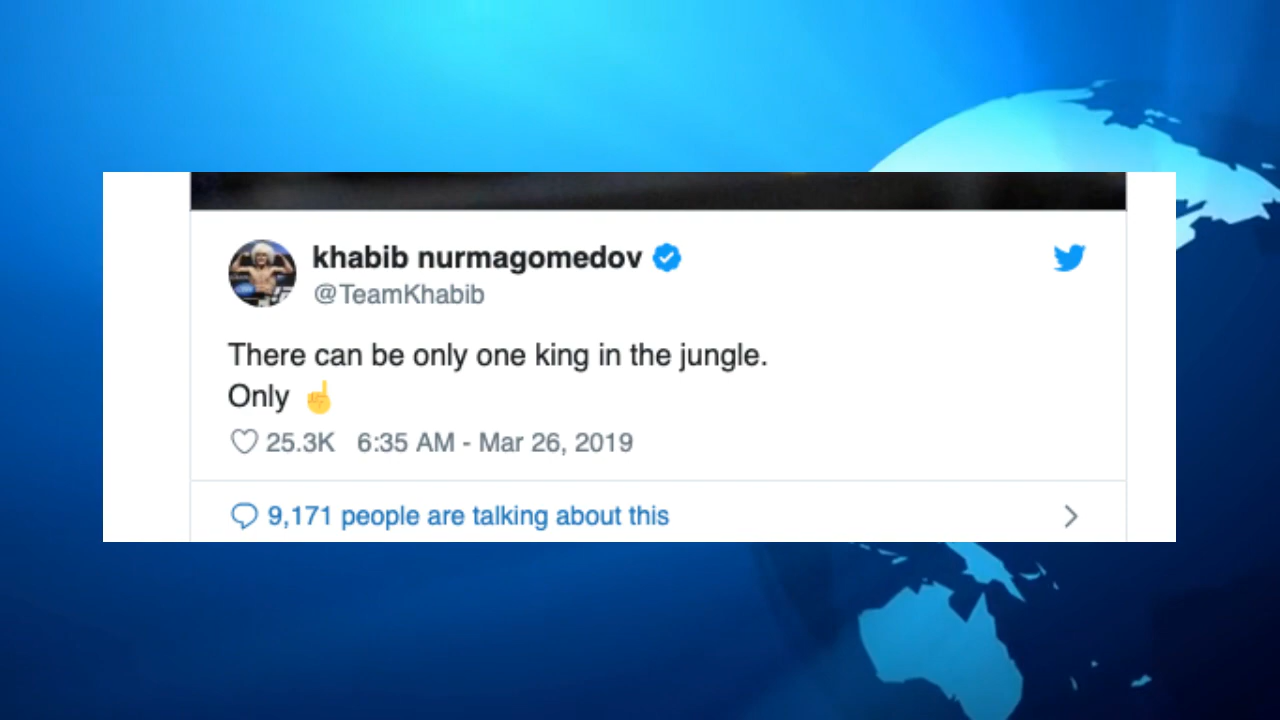 khabib nurmagomedov
@TeamKhabib
There can be only one king in the jungle.
Only ☝
25.3K 6:35 AM - Mar 26, 2019
9,171 people are talking about this